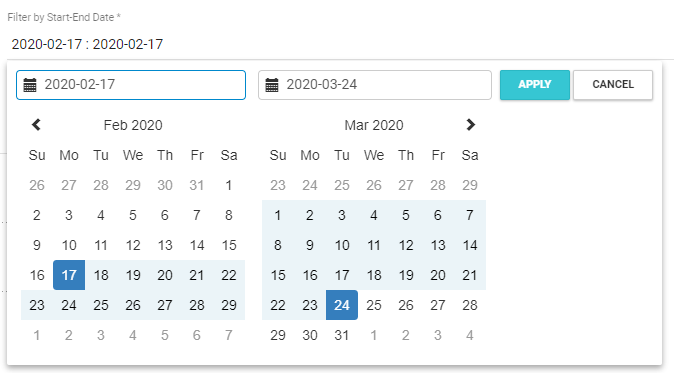 Filter by Start-End Date *
2020-02-17 : 2020-02-17
2020-02-17 2020-03-24 APPLY CANCEL
Feb 2020 Mar 2020
Su Mo Tu We Th Fr Sa Su Mo Tu We Th Fr Sa
26 27 28 29 30 31 1 23 24 25 26 27 28 29
2 3 4 5 6 7 8 1 2 3 4 5 6 7
9 10 11 12 13 14 15 8 9 10 11 12 13 14
16 17 18 19 20 21 22 15 16 17 18 19 20 21
23 24 25 26 27 28 29 22 23 24 25 26 27 28
1 2 3 4 5 6 7 29 30 31 1 2 3 4